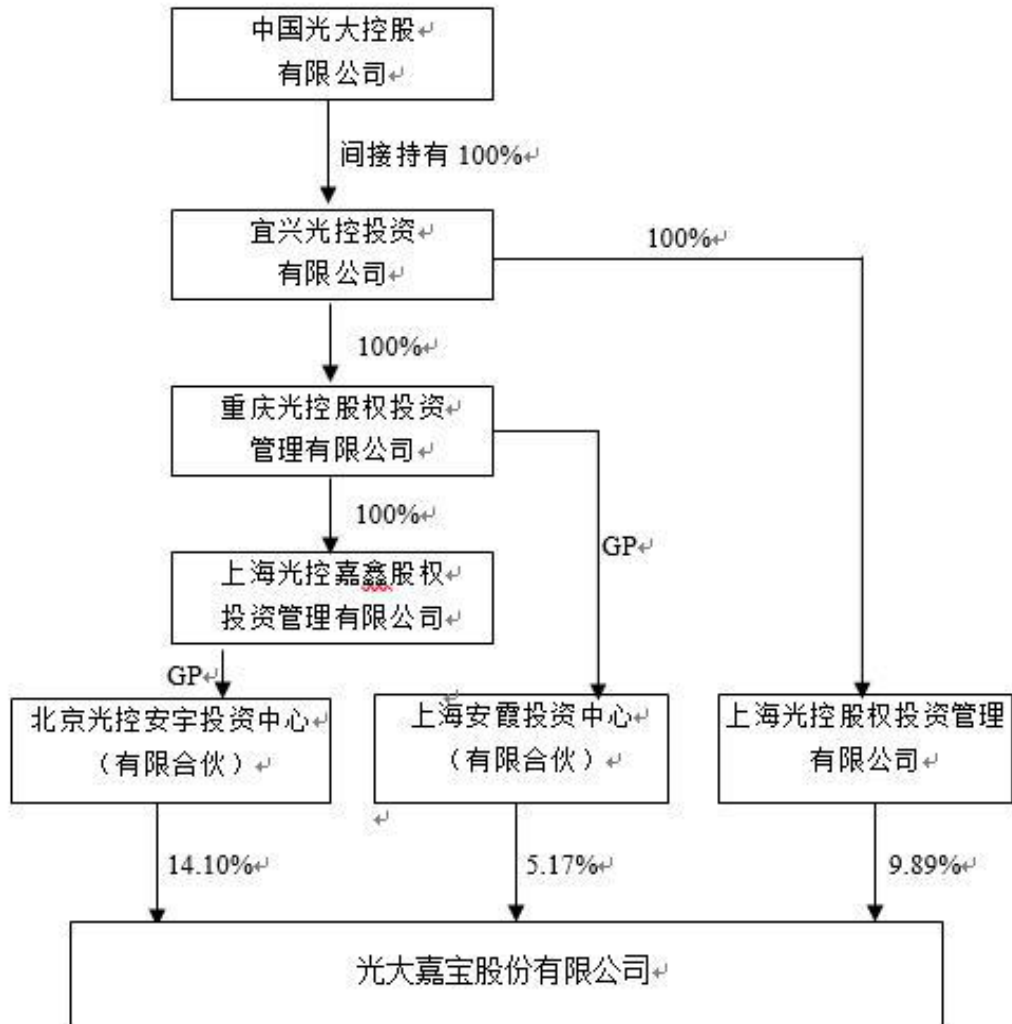 中国光大控股↵
有限公司↵
间接持有 100%↵
宜兴光控投资↵
有限公司↵
100%↵
100%↵
重庆光控股权投资↵
管理有限公司↵
100%↵
GP↵
上海光控嘉鑫股权↵
投资管理有限公司↵
GP↵
北京光控安宇投资中心↵
（有限合伙）↵
↵
上海安霞投资中心↵
（有限合伙）↵
↵
上海光控股权投资管理
有限公司↵
14.10%↵
5.17%↵
9.89%↵
光大嘉宝股份有限公司↵